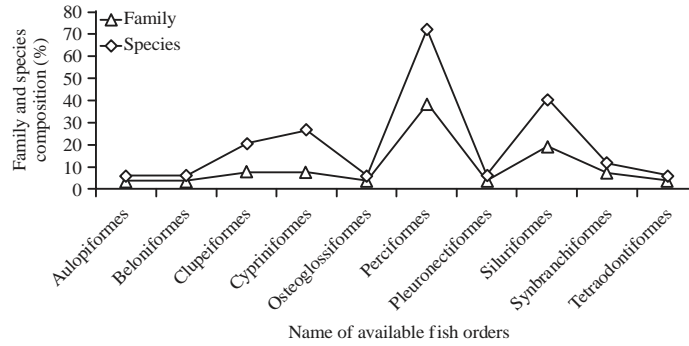 Family
Species
Family and species
composition (%)
80
70
60
50
40
30
20
10
0
Aulopiformes
Beloniformes
Clupeiformes
Cypriniformes
Osteoglossiformes
Perciformes
Pleuronectiformes
Siluriformes
Synbranchiformes
Tetraodontiformes
Name of available fish orders